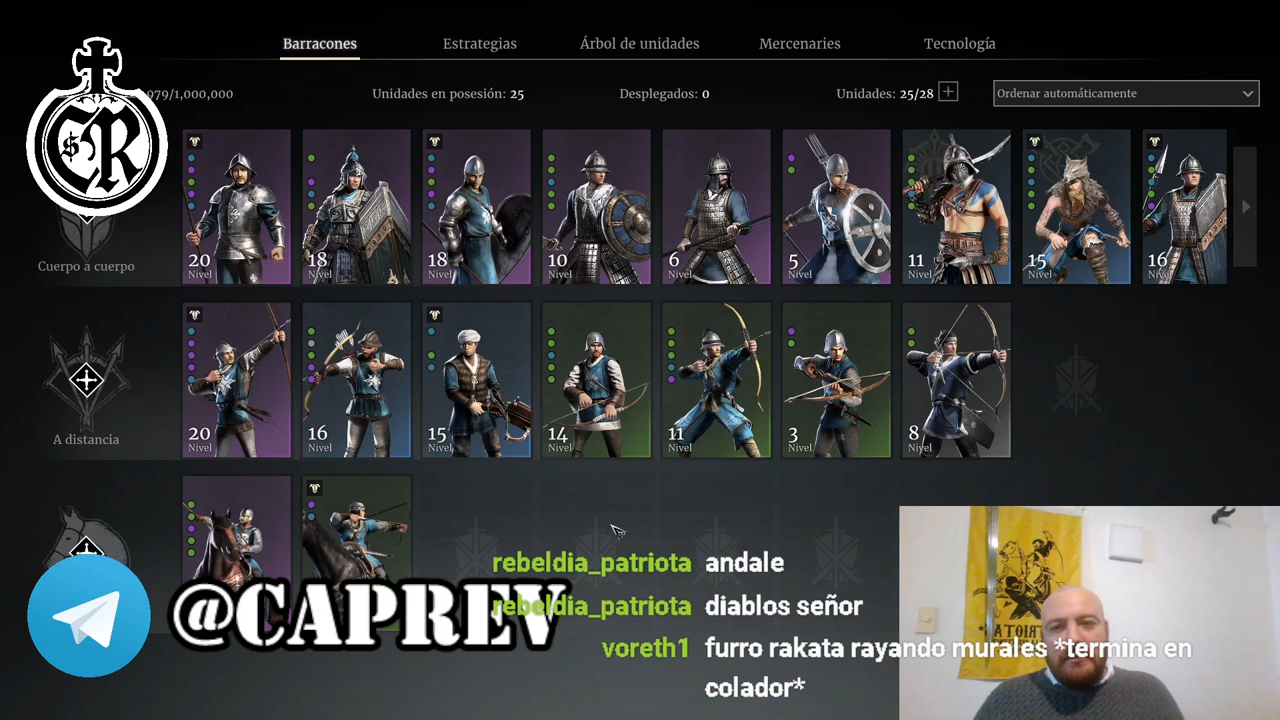 Barracones
Estrategias
Árbol de unidades
Mercenaries
Tecnología
979/1,000,000
Unidades en posesión: 25
Desplegados: 0
Unidades: 25/28
Ordenar automáticamente
$R
Cuerpo a cuerpo
20
Nivel
18
Nivel
18
Nivel
10
Nivel
6
Nivel
5
Nivel
11
Nivel
15
Nivel
16
Nivel
A distancia
20
Nivel
16
Nivel
15
Nivel
14
Nivel
11
Nivel
3
Nivel
8
Nivel
@CAPREV
rebeldia_patriota andale
rebeldia_patriota diablos señor
voreth1 furro rakata rayando murales *termina en
colador*